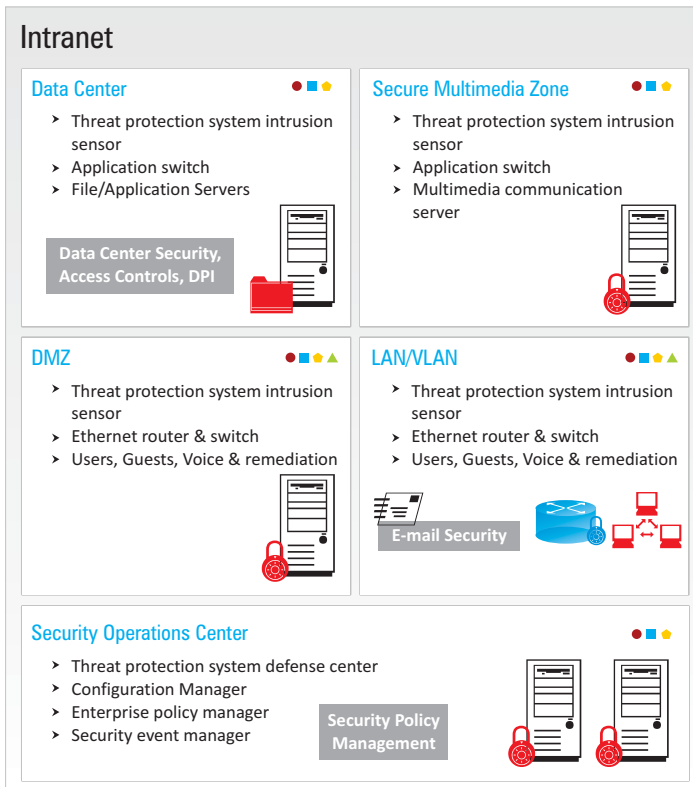 Intranet
Data Center
Threat protection system intrusion
sensor
Application switch
File/Application Servers
Data Center Security,
Access Controls, DPI
Secure Multimedia Zone
Threat protection system intrusion
sensor
Application switch
Multimedia communication
server
DMZ
Threat protection system intrusion
sensor
Ethernet router & switch
Users, Guests, Voice & remediation
LAN/VLAN
Threat protection system intrusion
sensor
Ethernet router & switch
Users, Guests, Voice & remediation
E-mail Security
Security Operations Center
Threat protection system defense center
Configuration Manager
Enterprise policy manager
Security event manager
Security Policy
Management